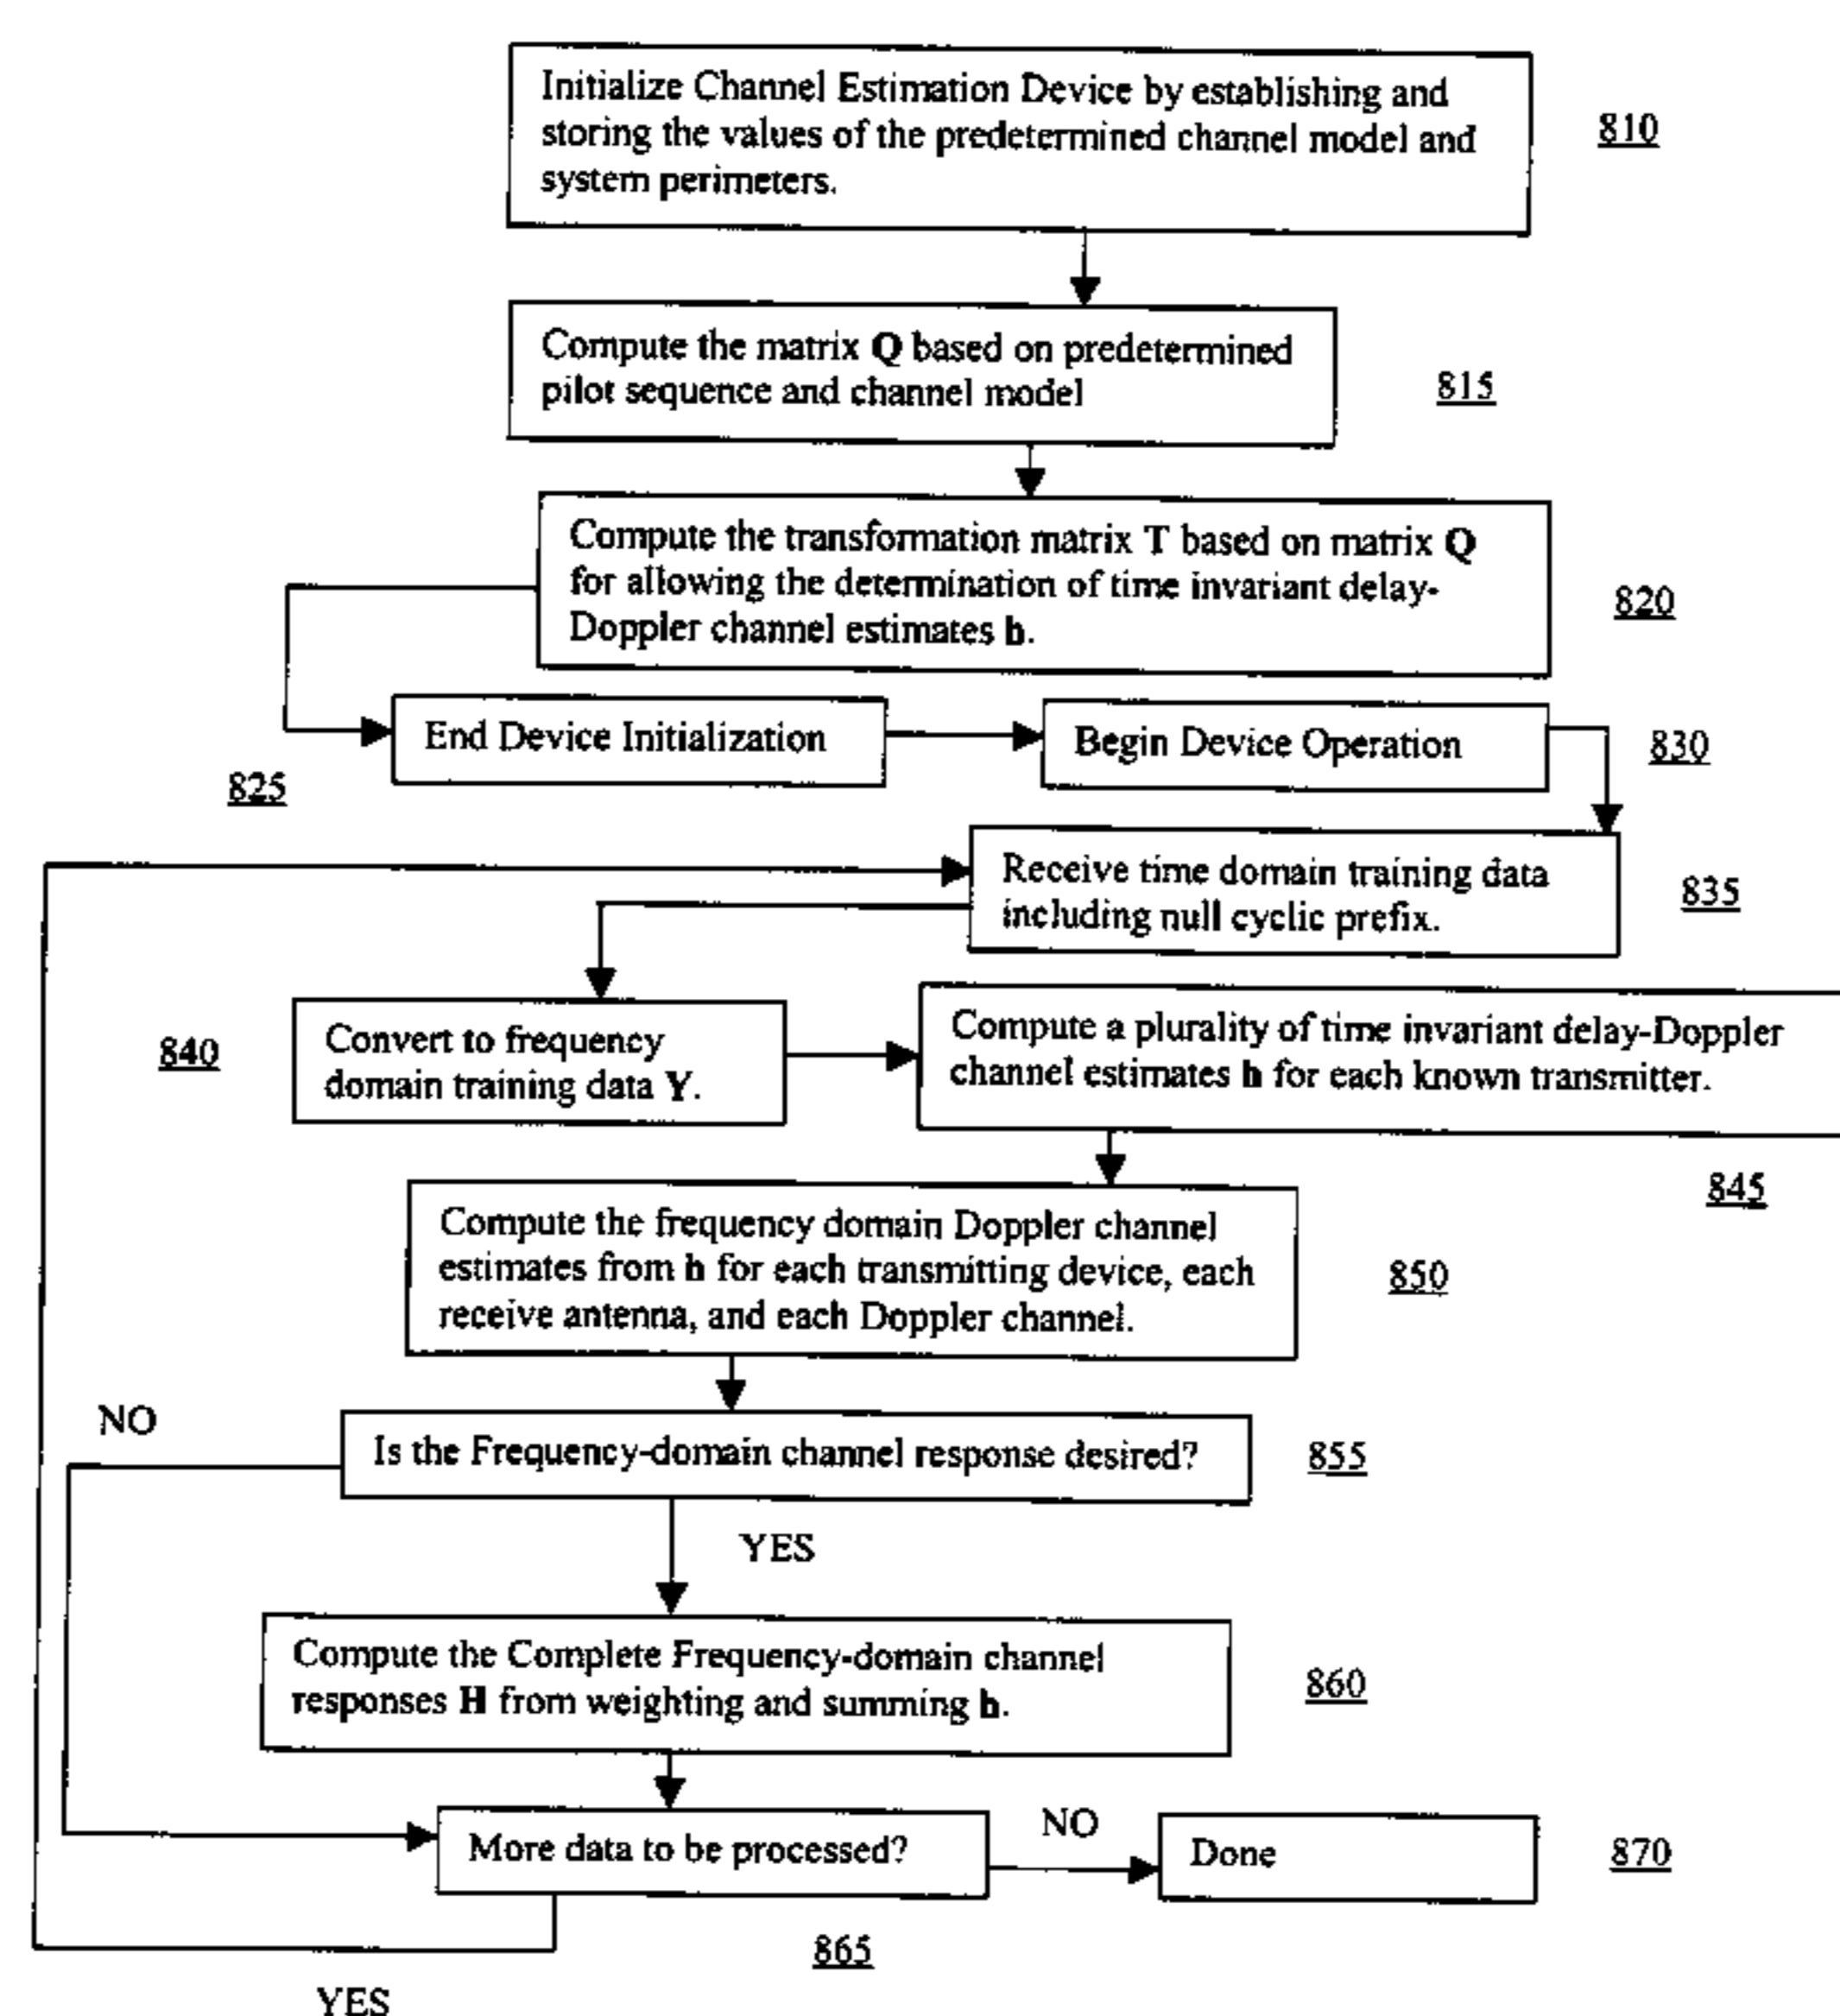 Initialize Channel Estimation Device by establishing and
storing the values of the predetermined channel model and
system perimeters.
810
Compute the matrix Q based on predetermined
pilot sequence and channel model
815
Compute the transformation matrix T based on matrix Q
for allowing the determination of time invariant delay-
Doppler channel estimates h.
820
End Device Initialization
825
Begin Device Operation
830
Receive time domain training data
including null cyclic prefix.
835
Convert to frequency
domain training data Y.
840
Compute a plurality of time invariant delay-Doppler
channel estimates h for each known transmitter.
845
Compute the frequency domain Doppler channel
estimates from h for each transmitting device, each
receive antenna, and each Doppler channel.
850
NO
Is the Frequency-domain channel response desired?
855
YES
Compute the Complete Frequency-domain channel
responses H from weighting and summing h.
860
More data to be processed?
NO
Done
870
865
YES